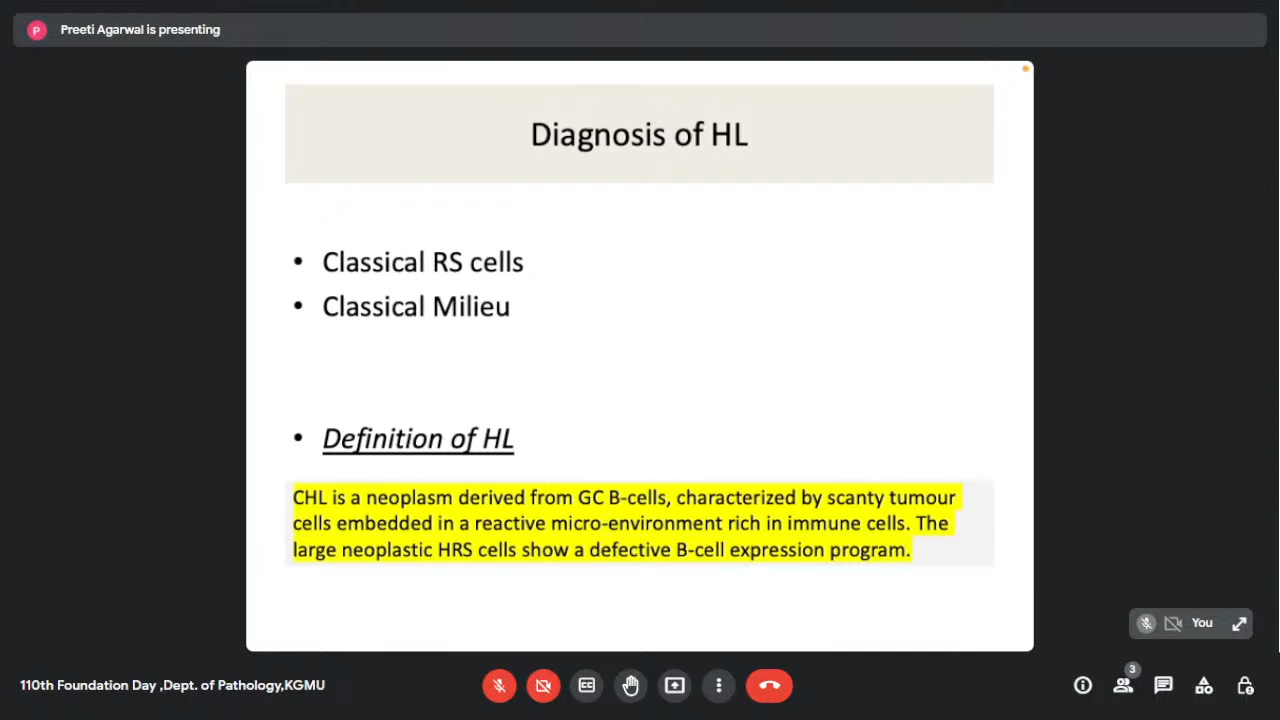 P Preeti Agarwal is presenting
Diagnosis of HL
• Classical RS cells
• Classical Milieu
• Definition of HL
CHL is a neoplasm derived from GC B-cells, characterized by scanty tumour
cells embedded in a reactive micro-environment rich in immune cells. The
large neoplastic HRS cells show a defective B-cell expression program.
You
3
110th Foundation Day ,Dept. of Pathology,KGMU